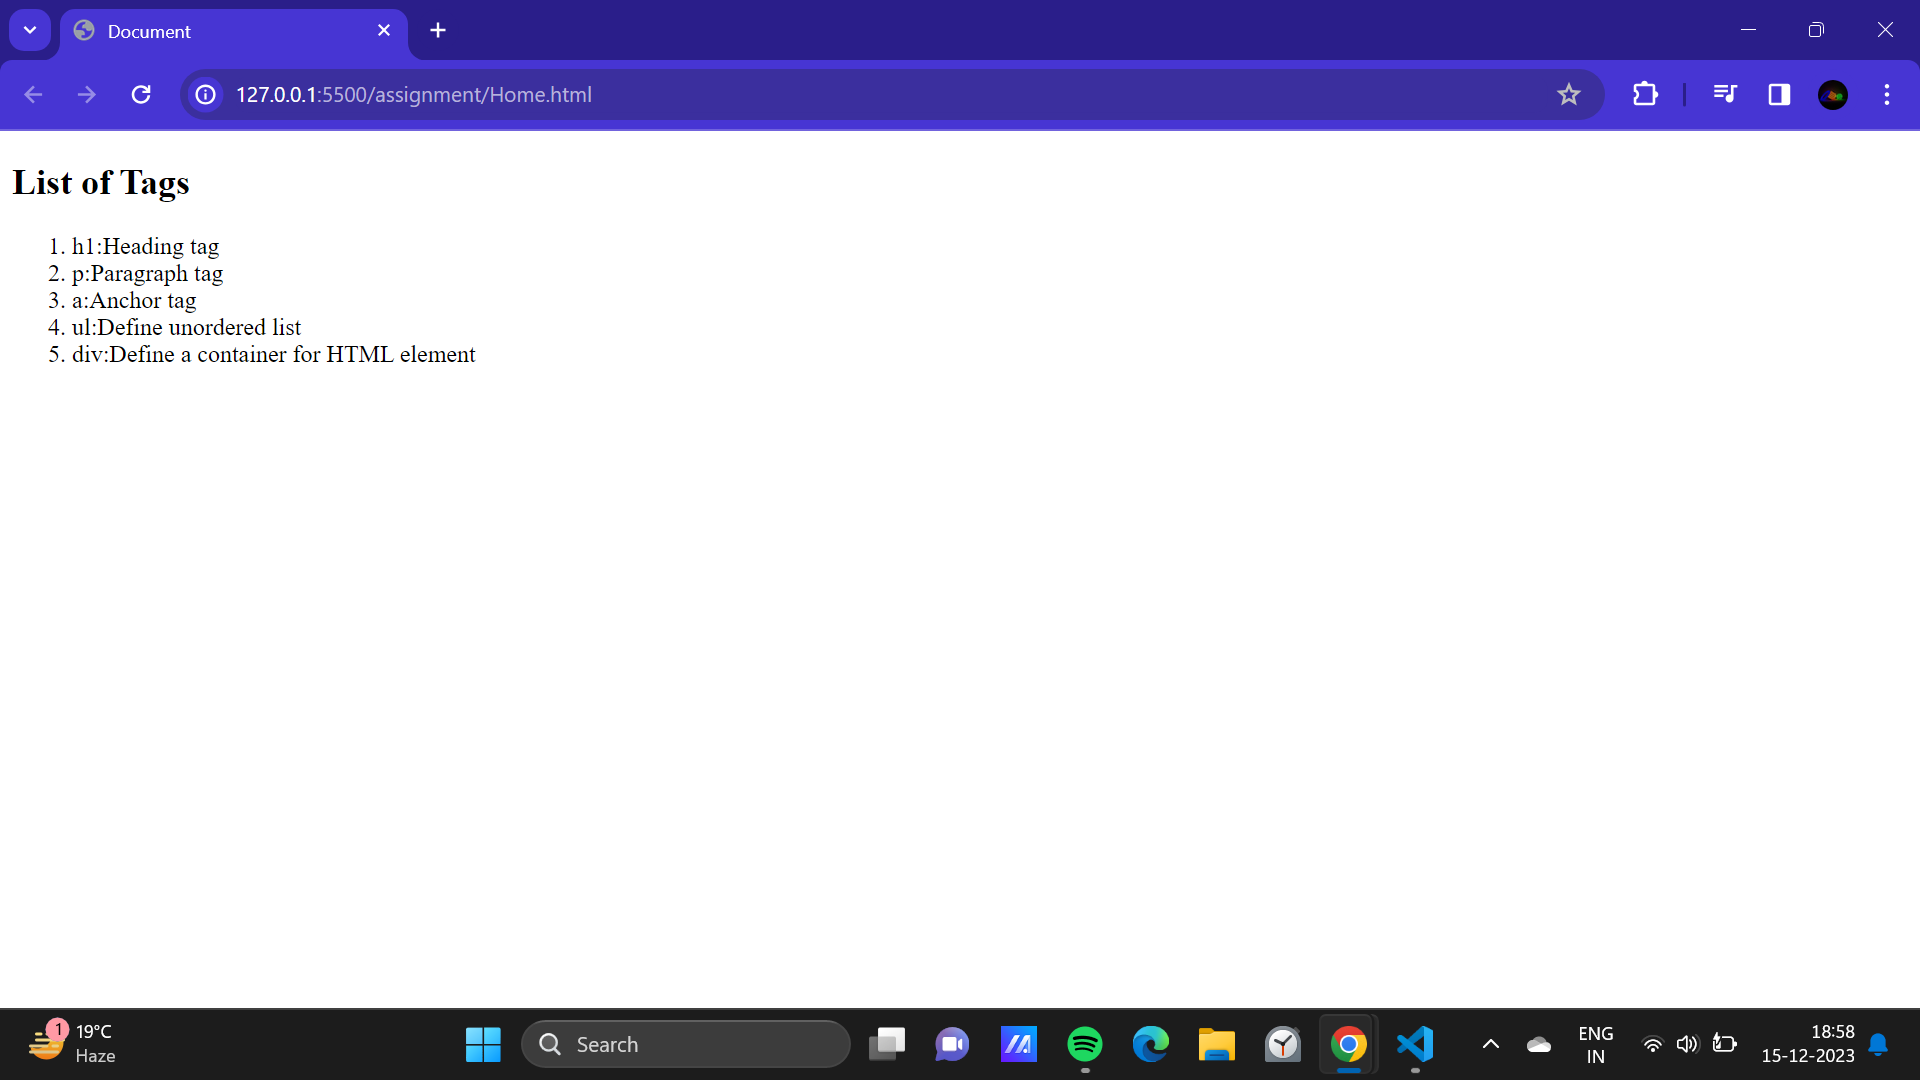 Document
127.0.0.1:5500/assignment/Home.html
List of Tags
1. h1:Heading tag
2. p:Paragraph tag
3. a:Anchor tag
4. ul:Define unordered list
5. div:Define a container for HTML element
1
19°C
Haze
Search
ENG
IN
18:58
15-12-2023